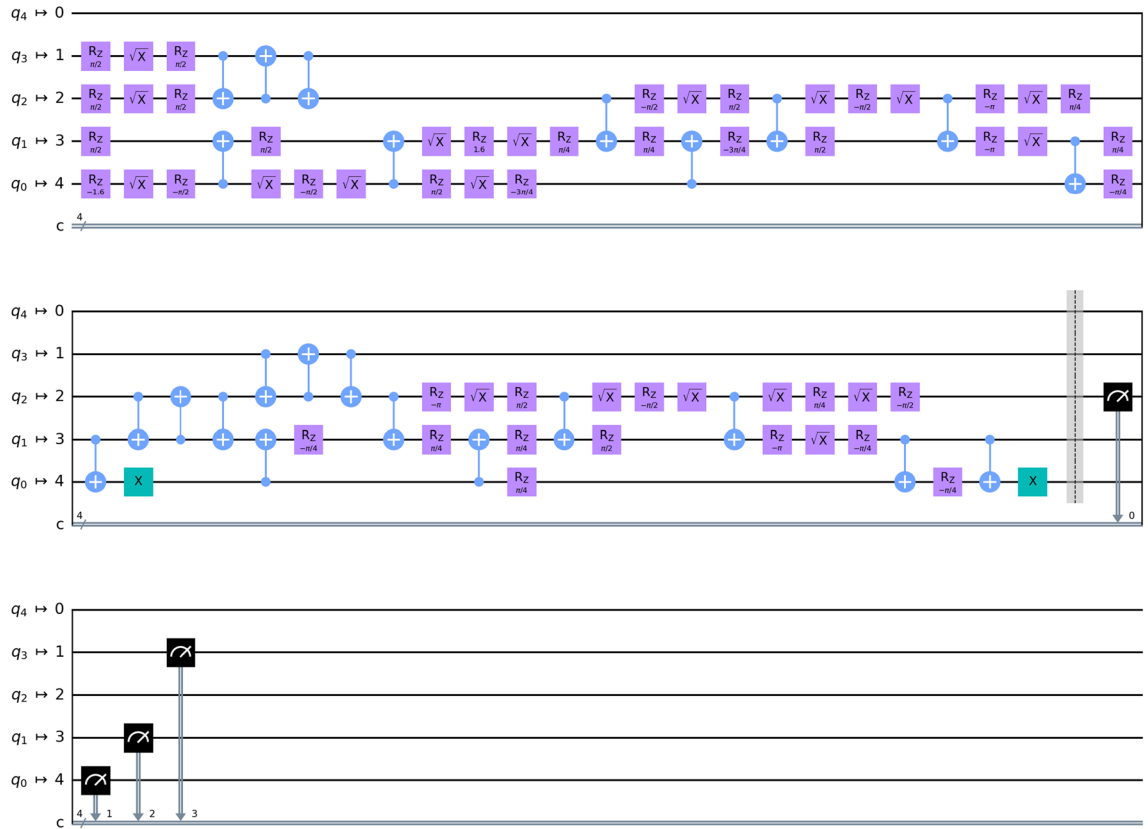 q4 ↦ 0
q3 ↦ 1 RZ π/2 √X RZ π/2
q2 ↦ 2 RZ π/2 √X RZ π/2 RZ −π/2 √X RZ π/2 √X RZ −π/2 √X RZ −π √X RZ π/4
q1 ↦ 3 RZ π/2 RZ π/2 √X RZ 1.6 √X RZ π/4 RZ π/4 RZ −3π/4 RZ π/2 RZ −π √X RZ π/4
q0 ↦ 4 RZ −1.6 √X RZ −π/2 √X RZ −π/2 √X RZ π/2 √X RZ −3π/4 RZ −π/4
c 4
q4 ↦ 0
q3 ↦ 1
q2 ↦ 2 RZ −π √X RZ π/2 √X RZ −π/2 √X √X RZ π/4 √X RZ −π/2
q1 ↦ 3 RZ −π/4 RZ π/4 RZ π/4 RZ π/2 RZ −π √X RZ −π/4
q0 ↦ 4 X RZ π/4 RZ −π/4 X
c 4 0
q4 ↦ 0
q3 ↦ 1
q2 ↦ 2
q1 ↦ 3
q0 ↦ 4
c 4 1 2 3